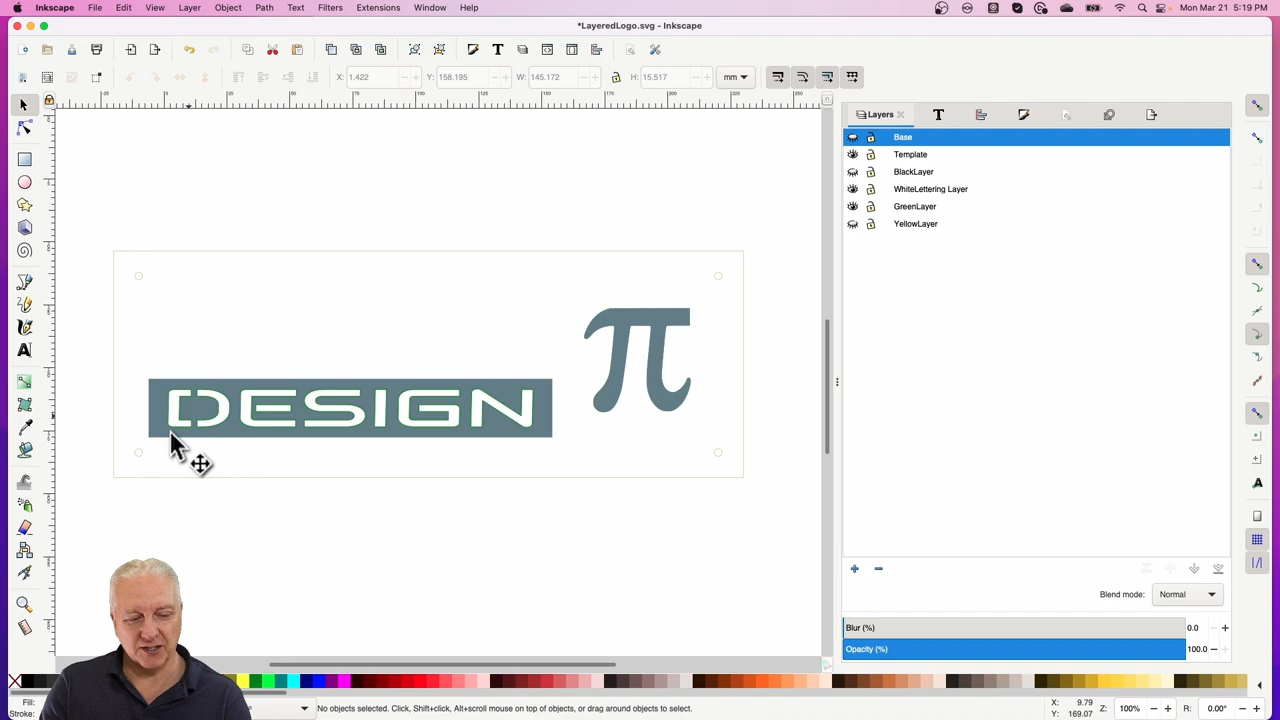 Inkscape File Edit View Layer Object Path Text Filters Extensions Window Help Mon Mar 21 5:19 PM
*LayeredLogo.svg - Inkscape
X: 1.422 Y: 158.195 W: 145.172 H: 15.517 mm
Layers
Base
Template
BlackLayer
WhiteLettering Layer
GreenLayer
YellowLayer
π
DESIGN
Blend mode: Normal
Blur (%) 0.0
Opacity (%) 100.0
Fill:
Stroke:
No objects selected. Click, Shift+click, Alt+scroll mouse on top of objects, or drag around objects to select.
X: 9.79
Y: 169.07
Z: 100% R: 0.00°